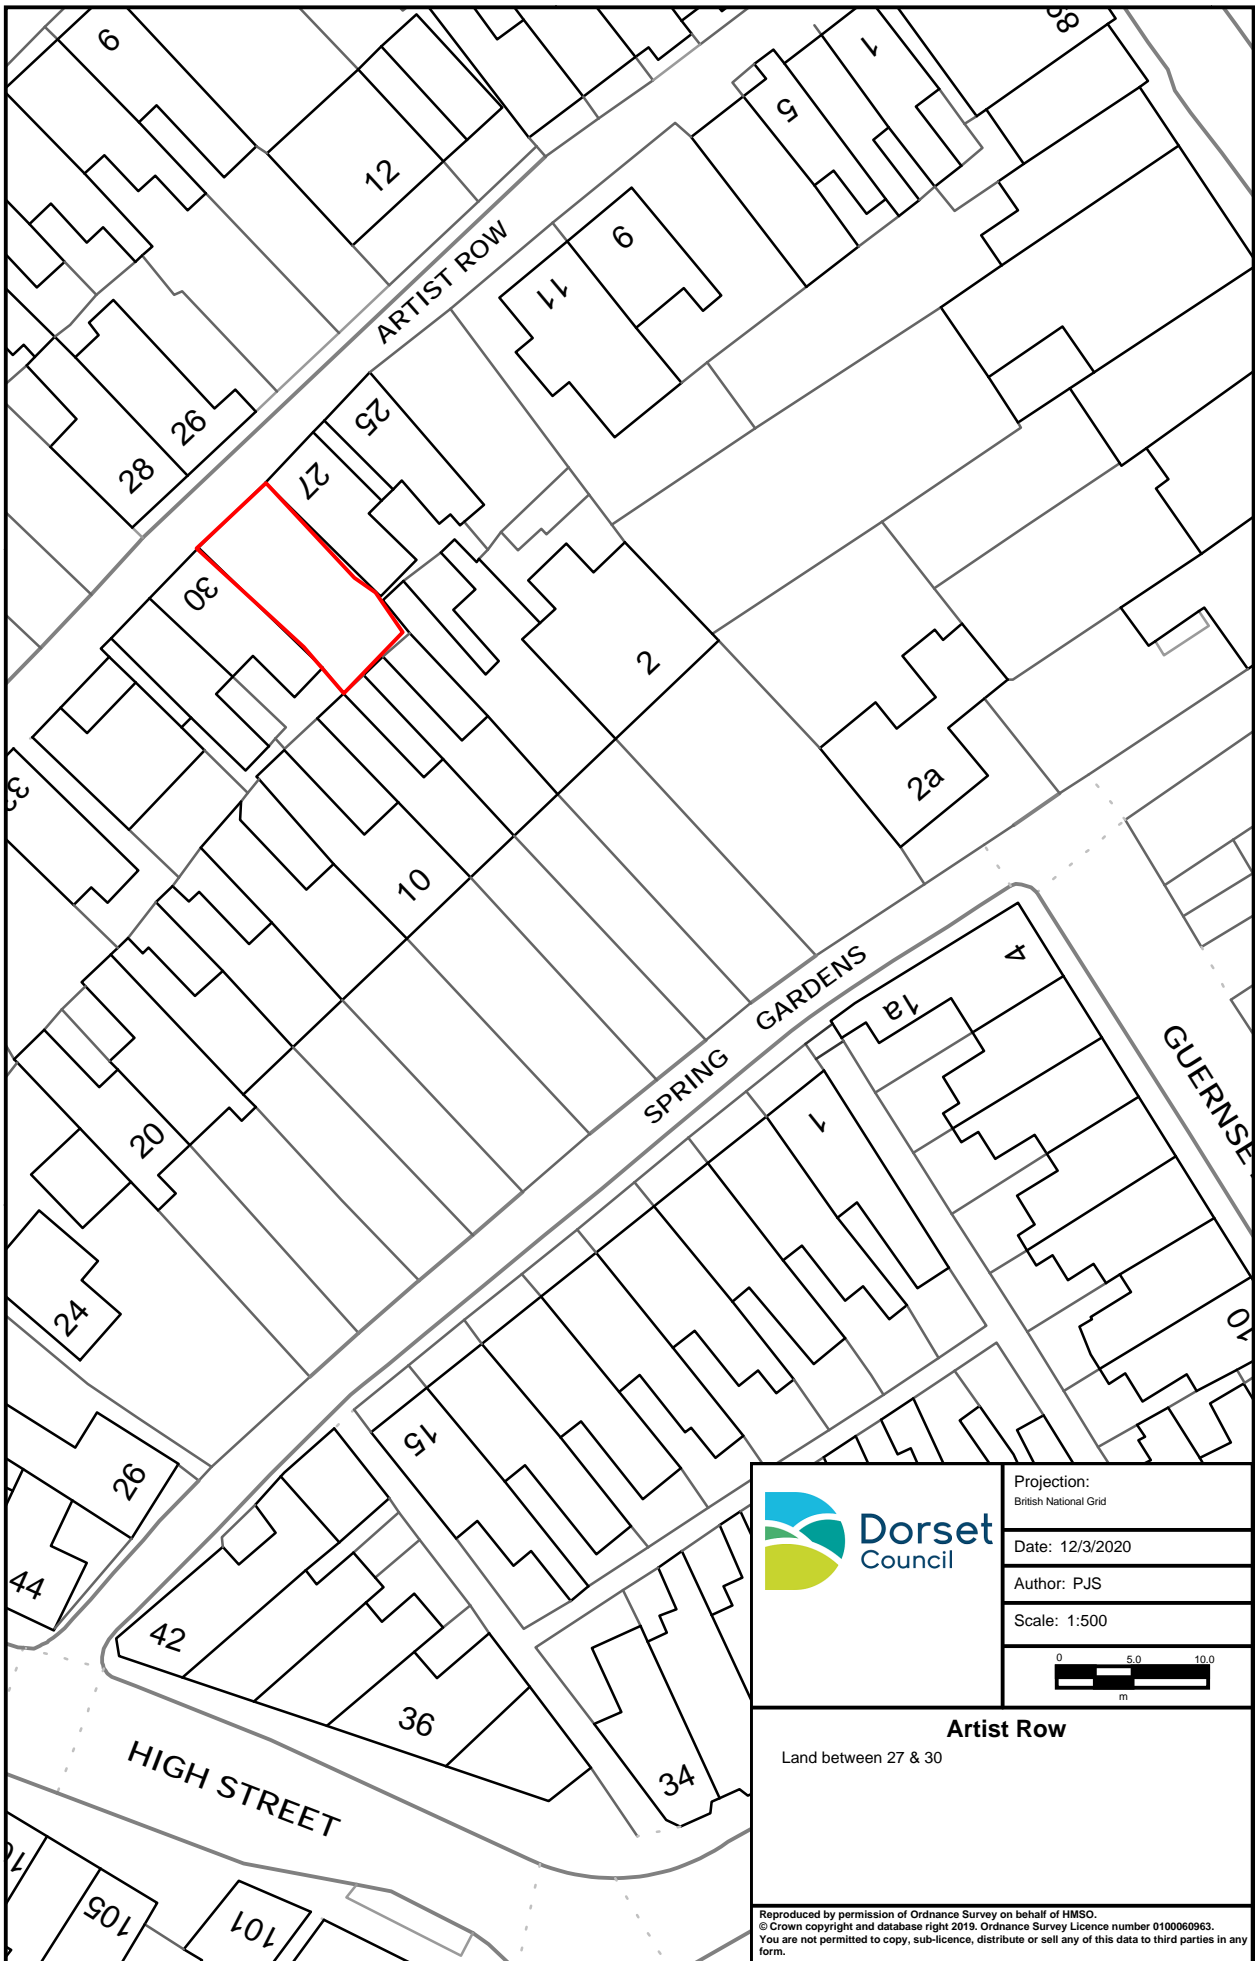 6
12
1
5
89
ARTIST ROW
9
11
26
28
25
27
30
2
2a
33
10
SPRING GARDENS
4
1a
1
GUERNSE
20
24
10
15
26
44
42
36
34
HIGH STREET
105
101
Dorset
Council
Projection:
British National Grid
Date: 12/3/2020
Author: PJS
Scale: 1:500
0 5.0 10.0
m
Artist Row
Land between 27 & 30
Reproduced by permission of Ordnance Survey on behalf of HMSO.
© Crown copyright and database right 2019. Ordnance Survey Licence number 0100060963.
You are not permitted to copy, sub-licence, distribute or sell any of this data to third parties in any
form.